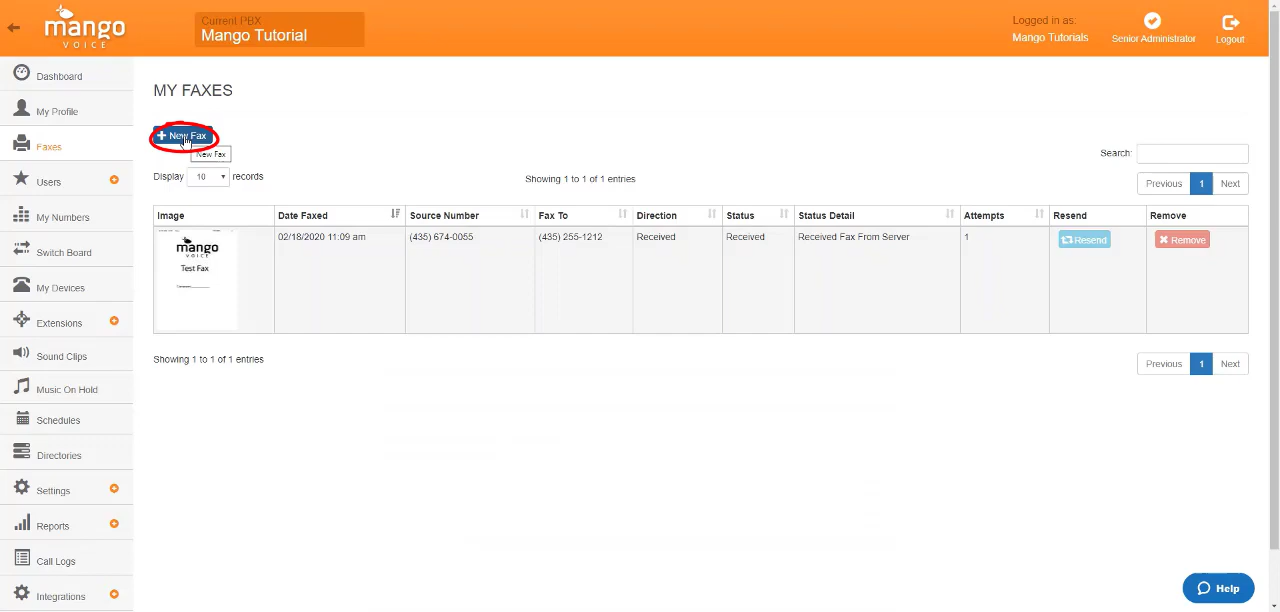 mango
VOICE
Current PBX
Mango Tutorial
Logged in as:
Mango Tutorials
Senior Administrator
Logout
Dashboard
My Profile
Faxes
Users
My Numbers
Switch Board
My Devices
Extensions
Sound Clips
Music On Hold
Schedules
Directories
Settings
Reports
Call Logs
Integrations
MY FAXES
New Fax
New Fax
Display 10 records
Showing 1 to 1 of 1 entries
Search:
Previous 1 Next
Image Date Faxed Source Number Fax To Direction Status Status Detail Attempts Resend Remove
mango
VOICE
Test Fax
02/18/2020 11:09 am (435) 674-0055 (435) 255-1212 Received Received Received Fax From Server 1 Resend Remove
Showing 1 to 1 of 1 entries
Previous 1 Next
Help